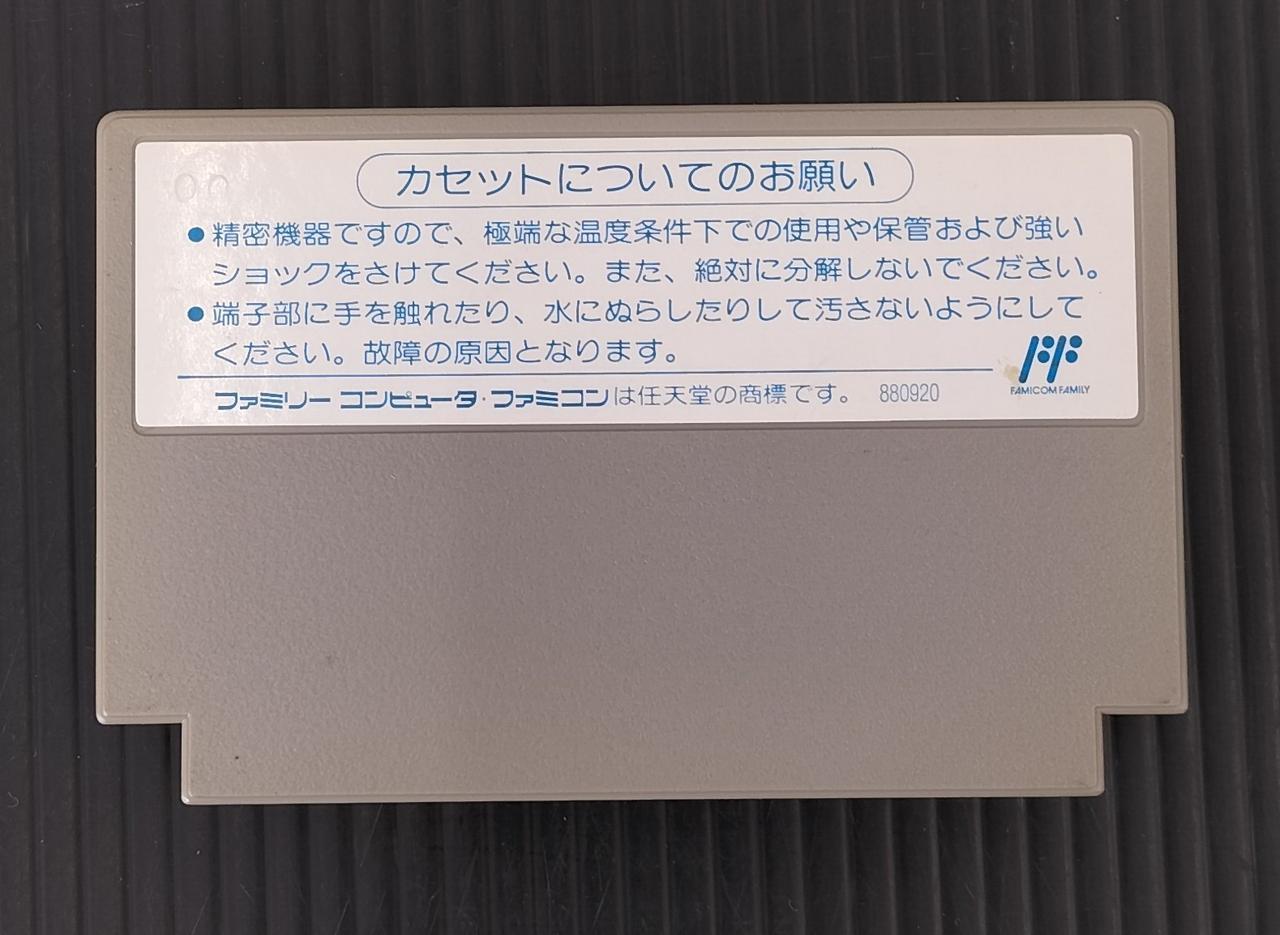 カセットについてのお願い
●精密機器ですので、極端な温度条件下での使用や保管および強い
ショックをさけてください。また、絶対に分解しないでください。
●端子部に手を触れたり、水にぬらしたりして汚さないようにして
ください。故障の原因となります。
ファミリー コンピュータ・ファミコンは任天堂の商標です。 880920
FF
FAMICOM FAMILY